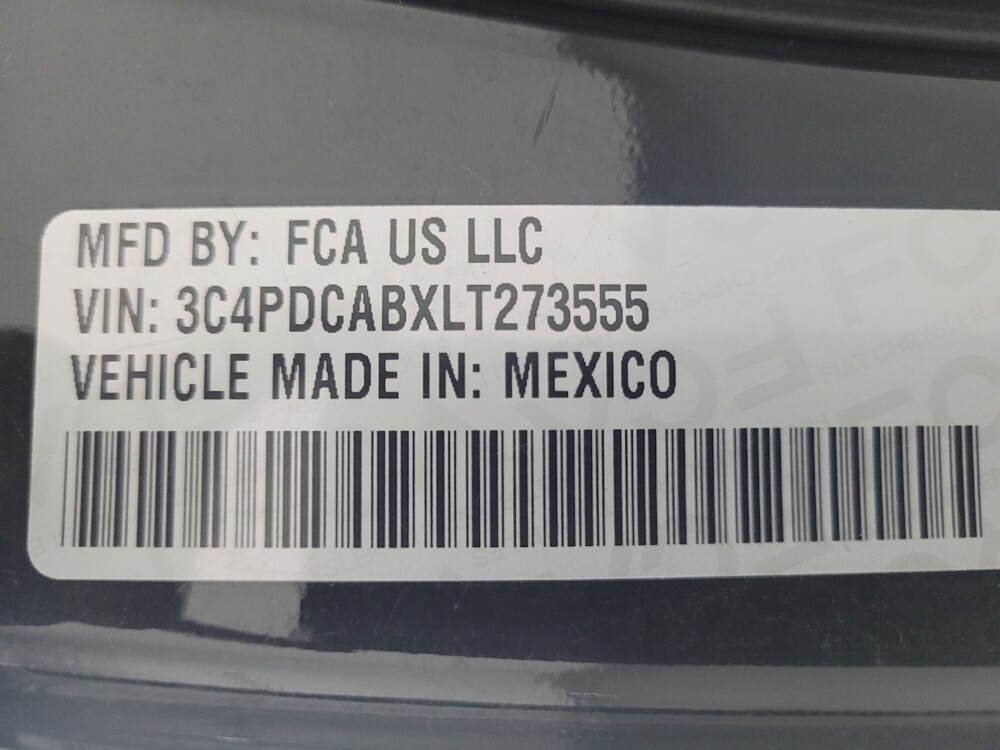 MFD BY: FCA US LLC
VIN: 3C4PDCABXLT273555
VEHICLE MADE IN: MEXICO